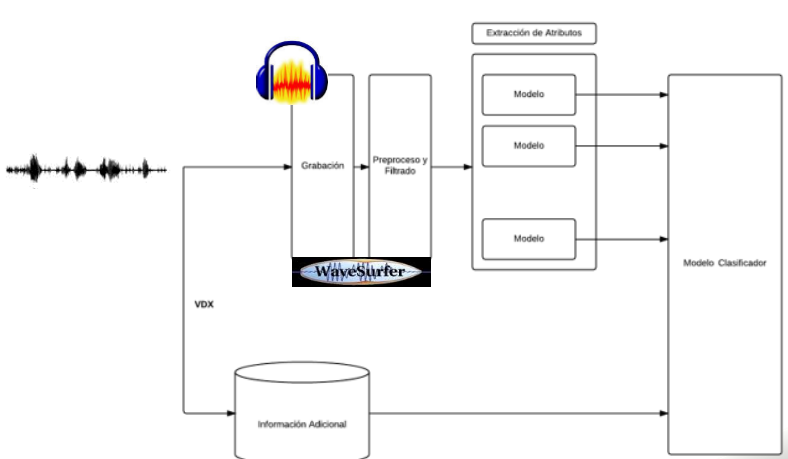 Extracción de Atributos
Modelo
Modelo
Grabación
Preproceso y
Filtrado
Modelo
Modelo Clasificador
WaveSurfer
VDX
Información Adicional